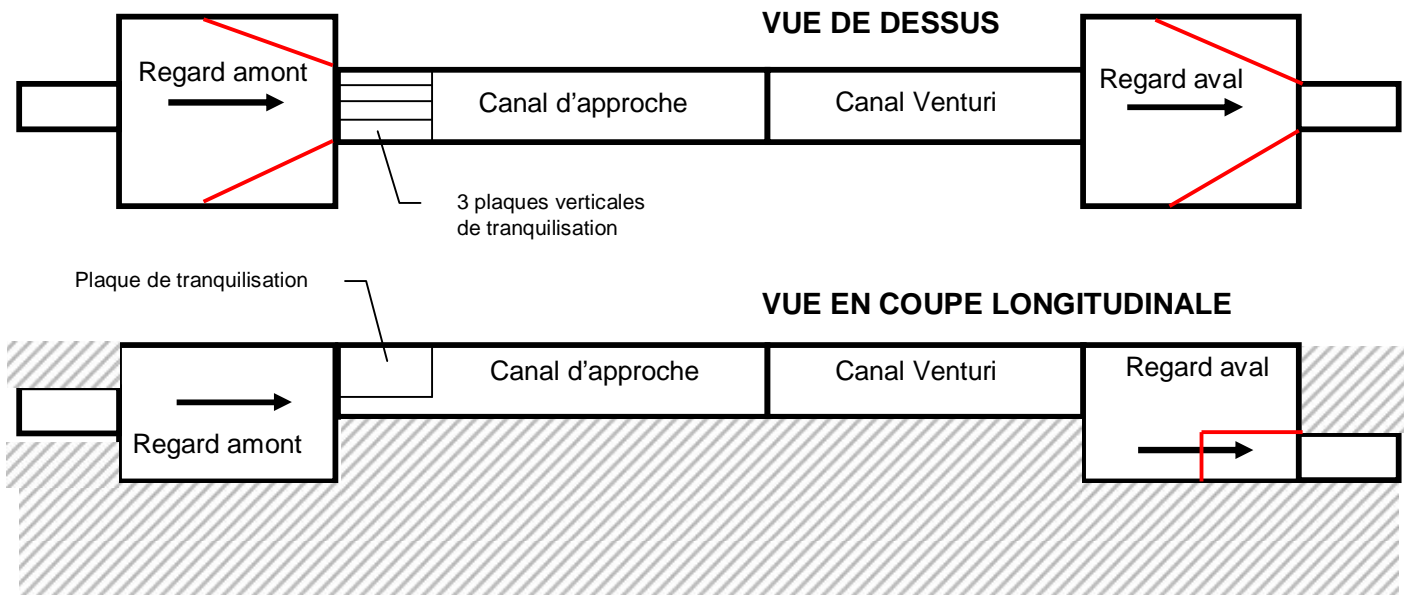 VUE DE DESSUS
Regard amont
Canal d'approche
Canal Venturi
Regard aval
3 plaques verticales
de tranquilisation
Plaque de tranquilisation
VUE EN COUPE LONGITUDINALE
Canal d'approche
Canal Venturi
Regard aval
Regard amont